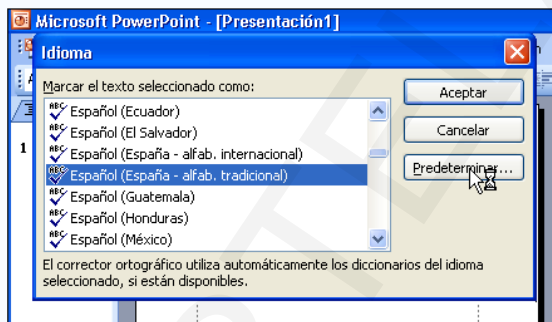 Microsoft PowerPoint - [Presentación1]
Idioma
Marcar el texto seleccionado como:
Español (Ecuador)
Español (El Salvador)
Español (España - alfab. internacional)
Español (España - alfab. tradicional)
Español (Guatemala)
Español (Honduras)
Español (México)
Aceptar
Cancelar
Predeterminar...
1
El corrector ortográfico utiliza automáticamente los diccionarios del idioma
seleccionado, si están disponibles.